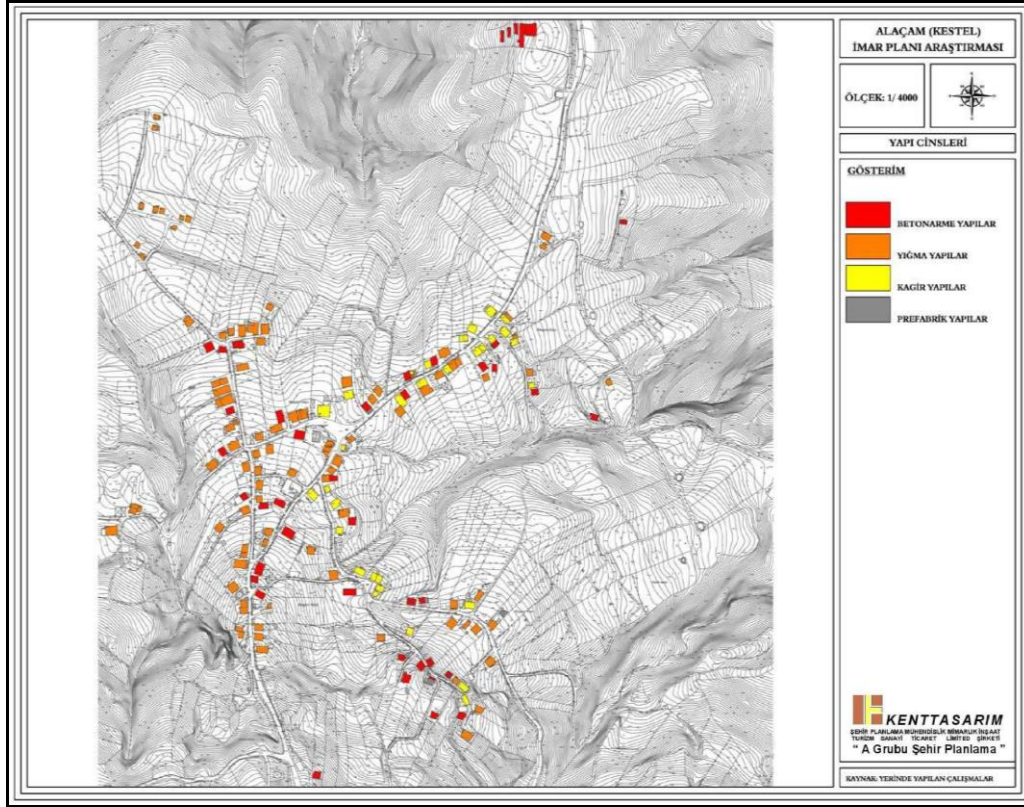 ALAÇAM (KESTEL)
İMAR PLANI ARAŞTIRMASI
ÖLÇEK: 1/ 4000
YAPI CİNSLERİ
GÖSTERİM
BETONARME YAPILAR
YIĞMA YAPILAR
KAGİR YAPILAR
PREFABRİK YAPILAR
KENTTASARIM
ŞEHİR PLANLAMA MÜHENDİSLİK MİMARLIK İNŞAAT
TURİZM SANAYİ TİCARET LİMİTED ŞİRKETİ
" A Grubu Şehir Planlama "
KAYNAK: YERİNDE YAPILAN ÇALIŞMALAR